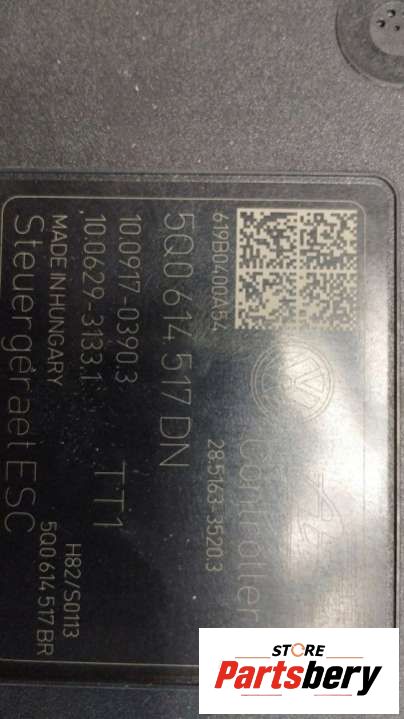 619B0400A54
Controller
28.5163-3520.3
5Q0 614 517 DN
10.0917-0390.3
10.0629-3133.1
TT1
H82/S0113
MADE IN HUNGARY
5Q0 614 517 BR
Steuergeraet ESC
STORE
Partsbery